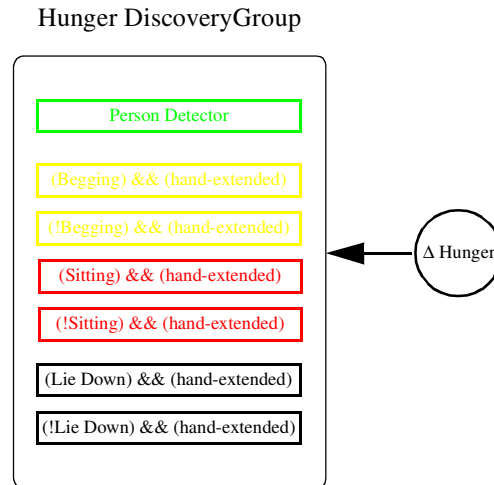 Hunger DiscoveryGroup
Person Detector
(Begging) && (hand-extended)
(!Begging) && (hand-extended)
(Sitting) && (hand-extended)
(!Sitting) && (hand-extended)
(Lie Down) && (hand-extended)
(!Lie Down) && (hand-extended)
Δ Hunger